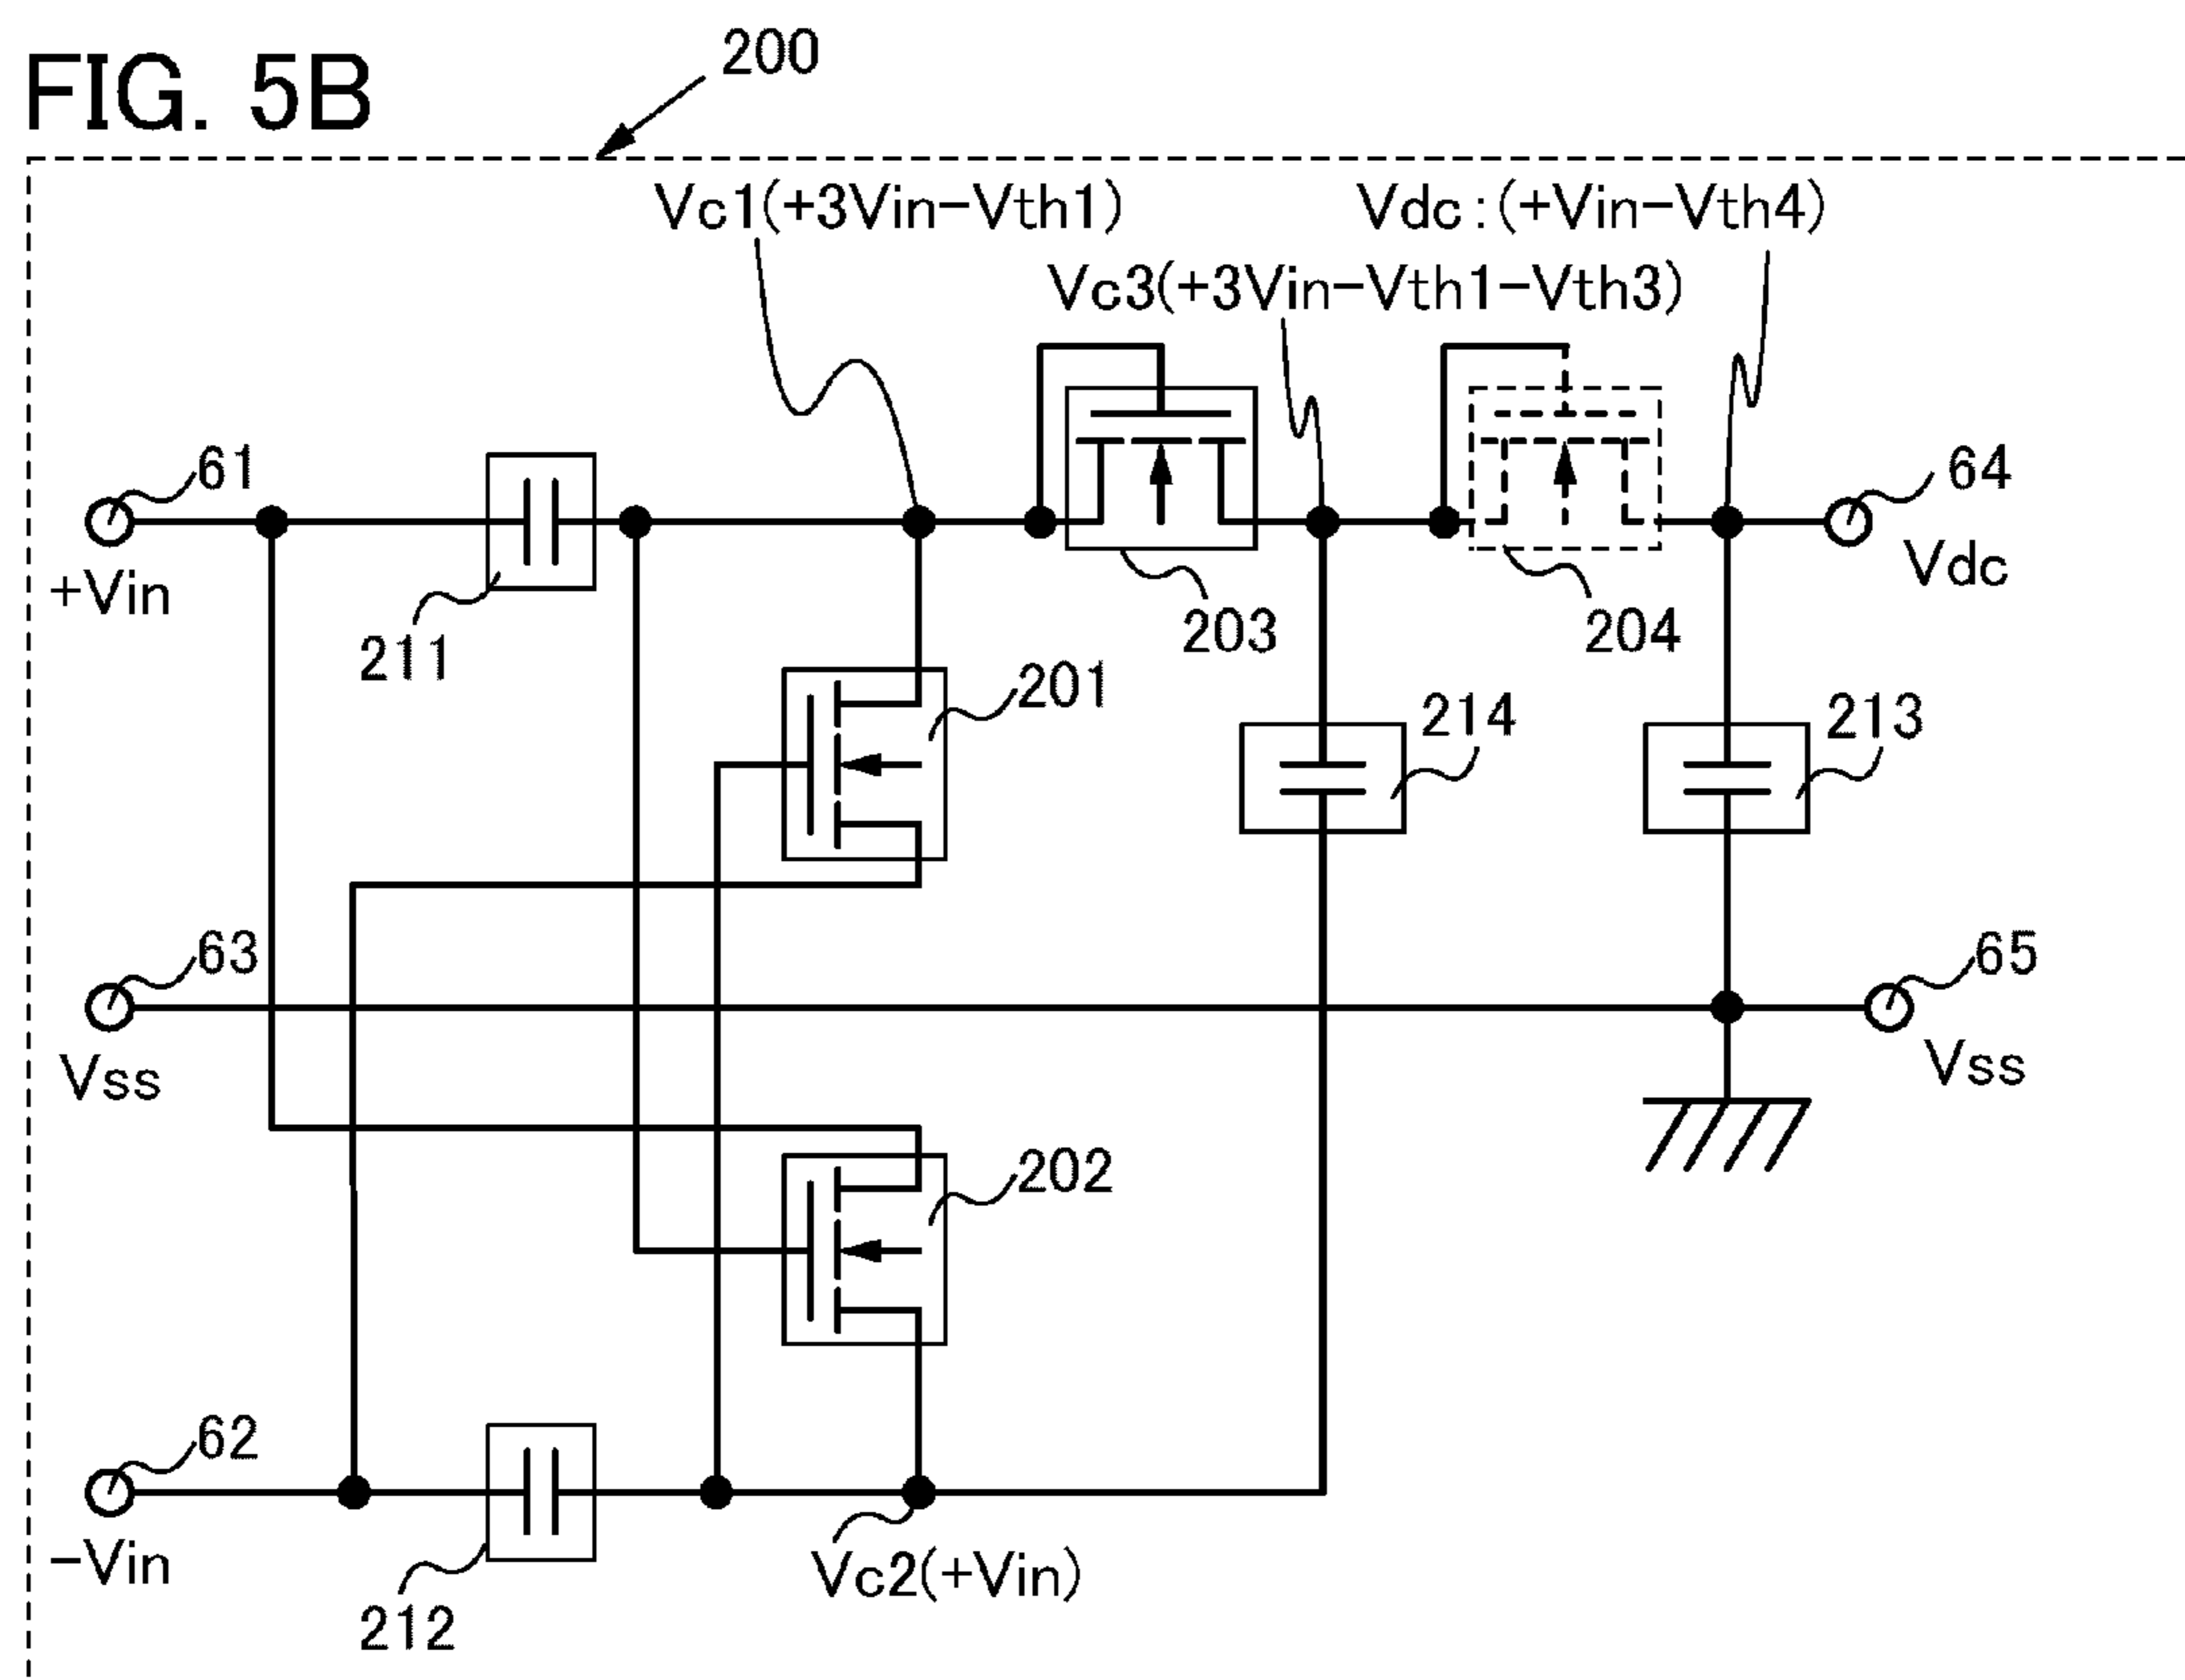 FIG. 5B
200
Vc1(+3Vin-Vth1)
Vdc:(+Vin-Vth4)
Vc3(+3Vin-Vth1-Vth3)
61
64
+Vin
Vdc
211
203
204
201
214
213
63
65
Vss
Vss
202
62
-Vin
Vc2(+Vin)
212